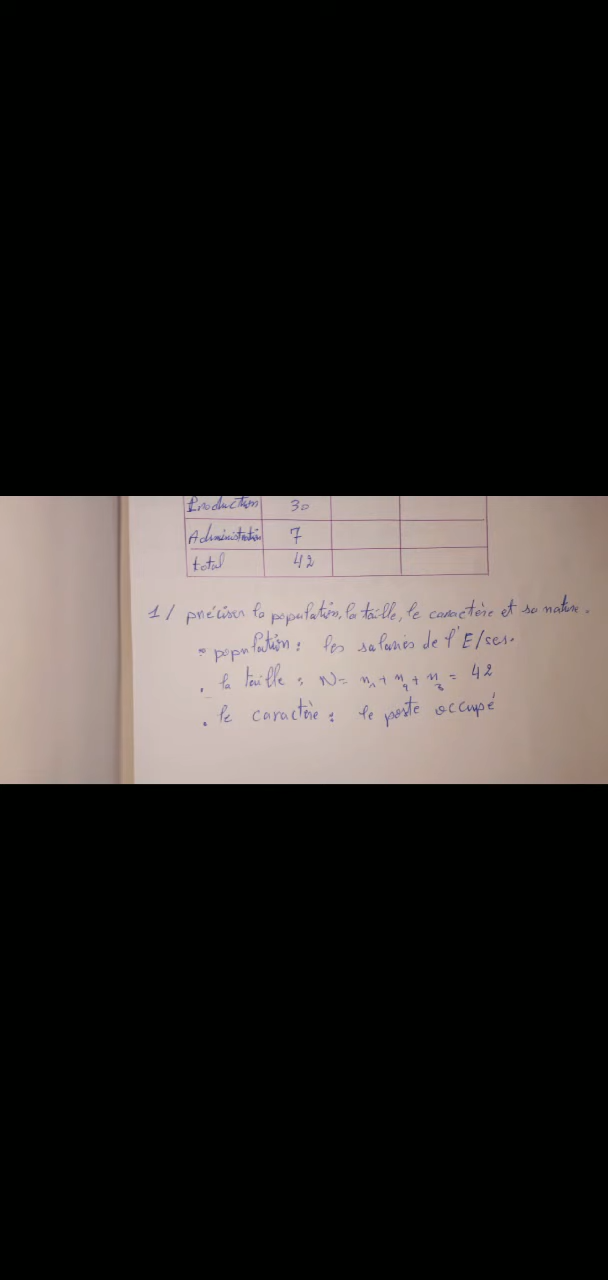 Production 30
Administration 7
total 42
1/ préciser la population, la taille, le caractère et sa nature.
• population : les salariés de l'E/ses.
• la taille : N = n₁ + n₂ + n₃ = 42
• le caractère : le poste occupé